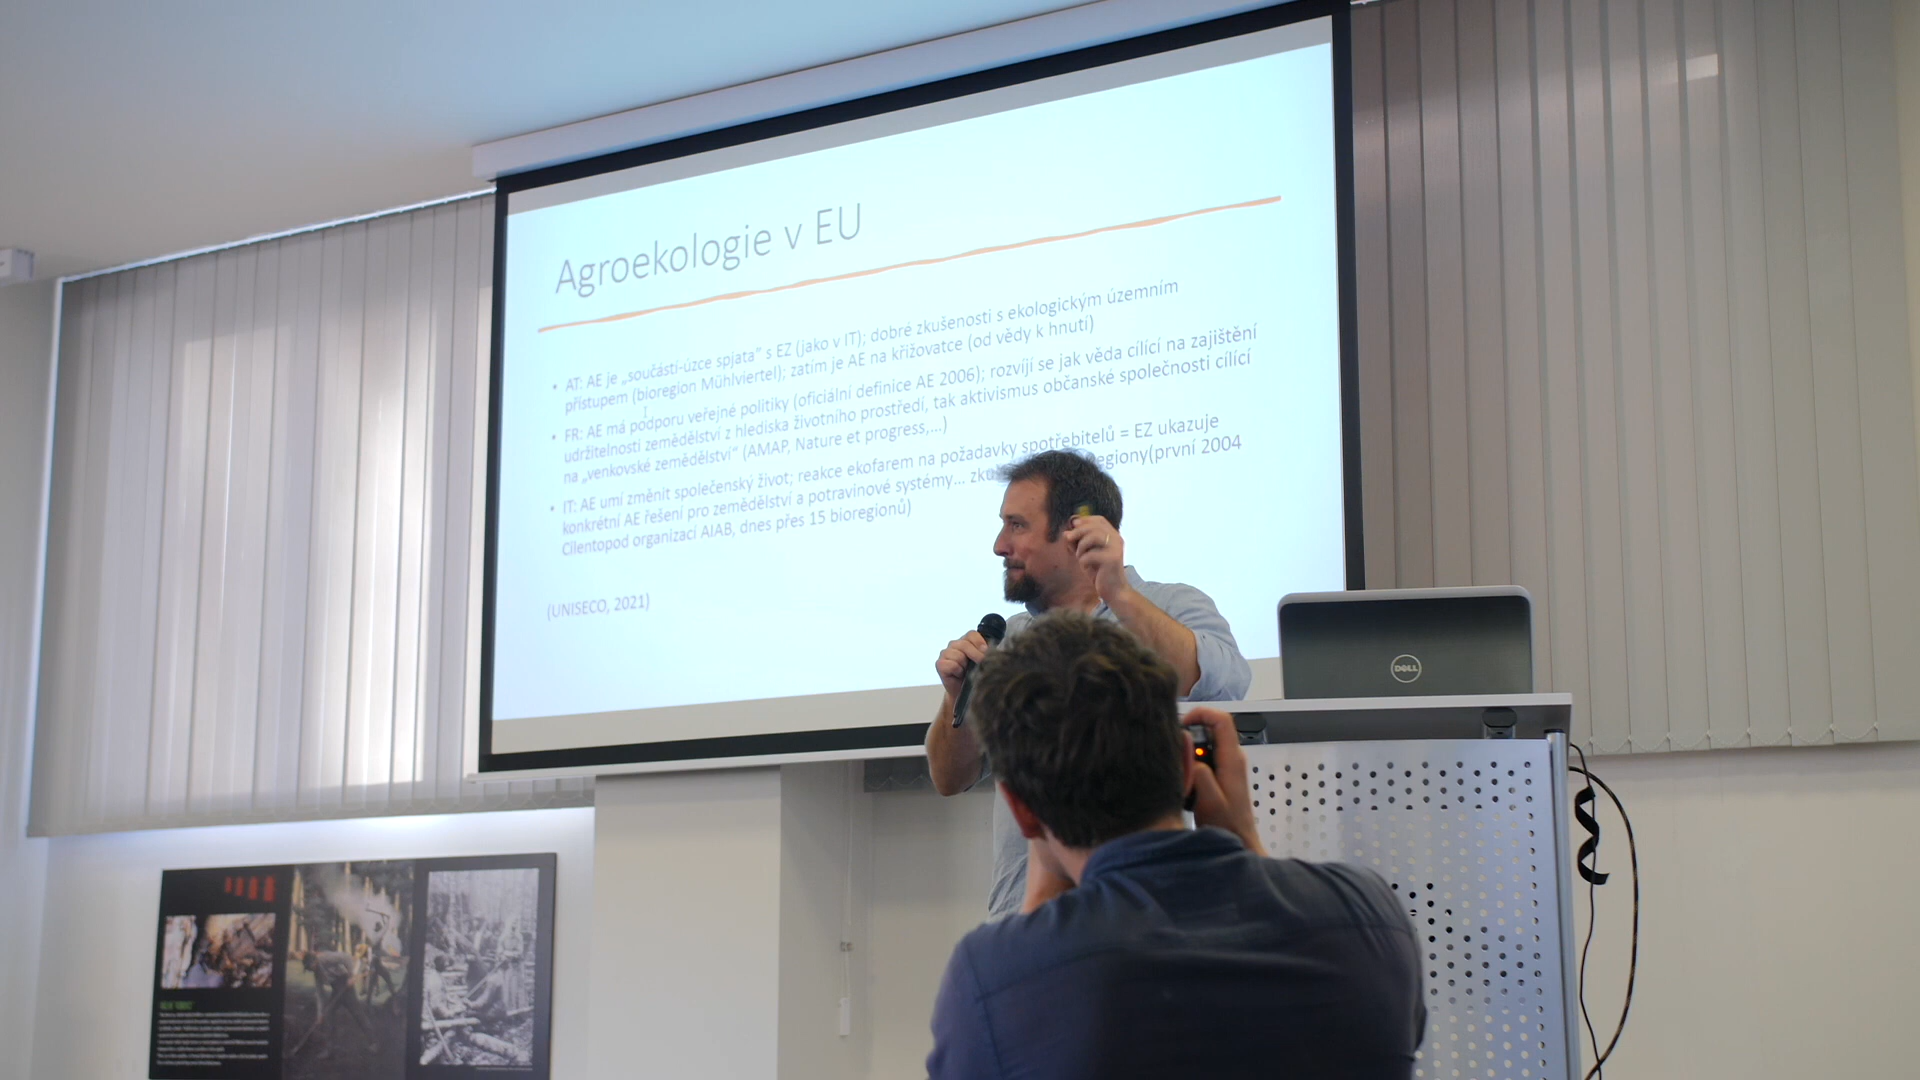 Agroekologie v EU
• AT: AE je „součástí-úzce spjata" s EZ (jako v IT); dobré zkušenosti s ekologickým územním
přístupem (bioregion Mühlviertel); zatím je AE na křižovatce (od vědy k hnutí)
• FR: AE má podporu veřejné politiky (oficiální definice AE 2006); rozvíjí se jak věda cílící na zajištění
udržitelnosti zemědělství z hlediska životního prostředí, tak aktivismus občanské společnosti cílící
na „venkovské zemědělství" (AMAP, Nature et progress,...)
• IT: AE umí změnit společenský život; reakce ekofarem na požadavky spotřebitelů = EZ ukazuje
konkrétní AE řešení pro zemědělství a potravinové systémy... egiony(první 2004
Cilentopod organizací AIAB, dnes přes 15 bioregionů)
(UNISECO, 2021)
DELL